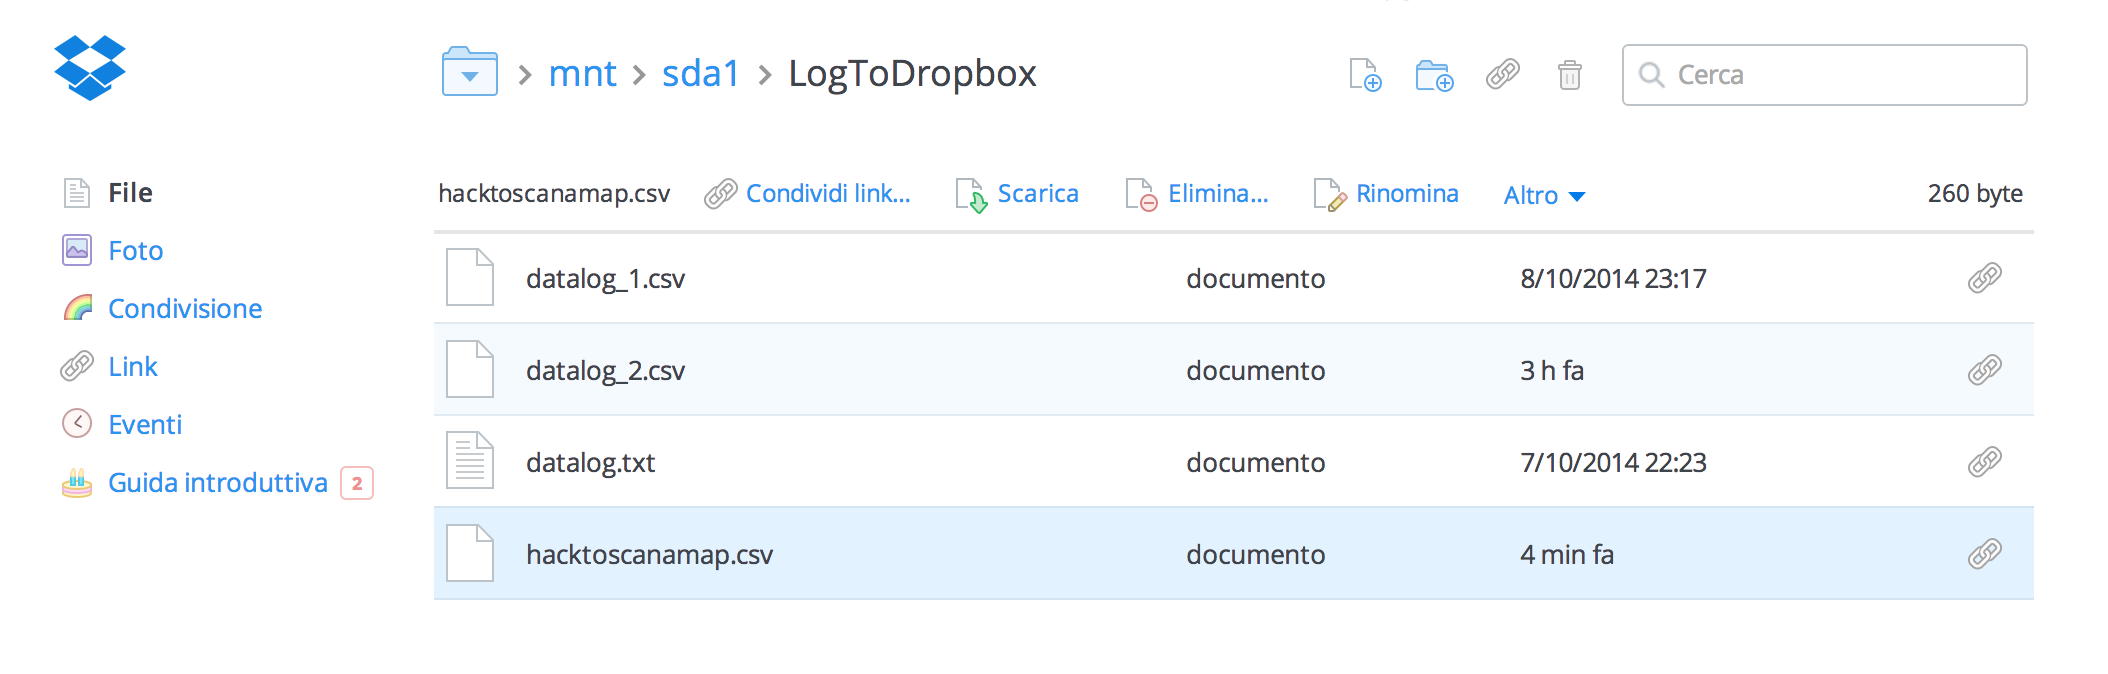 mnt sda1 LogToDropbox
Cerca
File
Foto
Condivisione
Link
Eventi
Guida introduttiva 2
hacktoscanamap.csv Condividi link... Scarica Elimina... Rinomina Altro 260 byte
datalog_1.csv documento 8/10/2014 23:17
datalog_2.csv documento 3 h fa
datalog.txt documento 7/10/2014 22:23
hacktoscanamap.csv documento 4 min fa